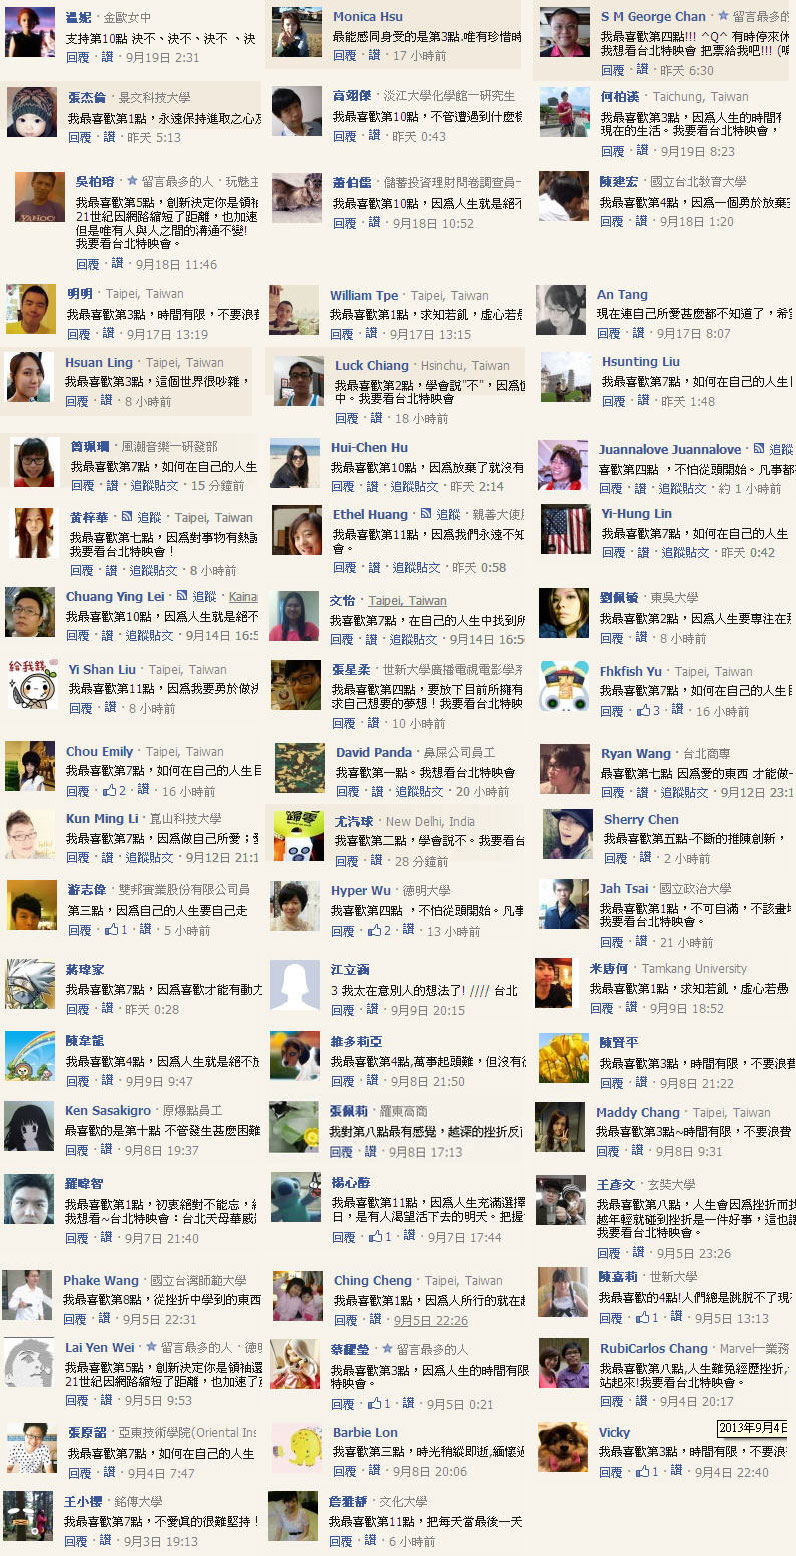 溫妮 · 金甌女中
支持第10點 決不、決不、決不 、決
回覆 · 讚 · 9月19日 2:31
Monica Hsu
最能感同身受的是第3點.唯有珍惜時
回覆 · 讚 · 17 小時前
S M George Chan · ★ 留言最多的
我最喜歡第四點!!! ^Q^ 有時停來休
我想看台北特映會 把票給我吧!!!
回覆 · 讚 · 昨天 6:30
張杰倫 · 景文科技大學
我最喜歡第1點，永遠保持進取之心及
回覆 · 讚 · 昨天 5:13
高翊傑 · 淡江大學化學館一研究生
我最喜歡第10點，不管遭遇到什麼
回覆 · 讚 · 昨天 0:43
何柏漢 · Taichung, Taiwan
我最喜歡第3點，因爲人生的時間有
現在的生活。我要看台北特映會，
回覆 · 讚 · 9月19日 8:23
吳柏瑢 · ★ 留言最多的人 · 玩魅主
我最喜歡第5點，創新決定你是領袖
21世紀因網路縮短了距離，也加速
但是唯有人與人之間的溝通不變!
我要看台北特映會。
回覆 · 讚 · 9月18日 11:46
蕭伯儒 · 儲蓄投資理財問卷調查員一
我最喜歡第10點，因爲人生就是絕不
回覆 · 讚 · 9月18日 10:52
陳建宏 · 國立台北敎育大學
我最喜歡第4點，因爲一個勇於放棄
回覆 · 讚 · 9月18日 1:20
明明 · Taipei, Taiwan
我最喜歡第3點，時間有限，不要浪費
回覆 · 讚 · 9月17日 13:19
William Tpe · Taipei, Taiwan
我最喜歡第1點，求知若飢，虛心若愚
回覆 · 讚 · 9月17日 13:15
An Tang
現在連自己所愛甚麽都不知道了，希
回覆 · 讚 · 9月17日 8:07
Hsuan Ling · Taipei, Taiwan
我最喜歡第3點，這個世界很吵雜，
回覆 · 讚 · 8 小時前
Luck Chiang · Hsinchu, Taiwan
我最喜歡第2點，學會說"不"，因爲
中。我要看台北特映會
回覆 · 讚 · 18 小時前
Hsunting Liu
我最喜歡第7點，如何在自己的人生
回覆 · 讚 · 昨天 1:48
簡珮珊 · 風潮音樂一研發部
我最喜歡第7點，如何在自己的人生
回覆 · 讚 · 追蹤貼文 · 15 分鐘前
Hui-Chen Hu
我最喜歡第10點，因爲放棄了就沒有
回覆 · 讚 · 追蹤貼文 · 昨天 2:14
Juannalove Juannalove · 追蹤
喜歡第四點 ，不怕從頭開始。凡事都
回覆 · 讚 · 追蹤貼文 · 約 1 小時前
黃梓華 · 追蹤 · Taipei, Taiwan
我最喜歡第七點，因爲對事物有熱誠
我要看台北特映會！
回覆 · 讚 · 追蹤貼文 · 8 小時前
Ethel Huang · 追蹤 · 親善大使
我最喜歡第11點，因爲我們永遠不知
會。
回覆 · 讚 · 追蹤貼文 · 昨天 0:58
Yi-Hung Lin
我最喜歡第7點，如何在自己的人生
回覆 · 讚 · 追蹤貼文 · 昨天 0:42
Chuang Ying Lei · 追蹤 · Kainan
我最喜歡第10點，因爲人生就是絕不
回覆 · 讚 · 追蹤貼文 · 9月14日 16:5
文怡 · Taipei, Taiwan
我喜歡第7點，在自己的人生中找到所
回覆 · 讚 · 追蹤貼文 · 9月14日 16:50
劉佩敏 · 東吳大學
我最喜歡第2點，因爲人生要專注在
回覆 · 讚 · 8 小時前
給我錢
Yi Shan Liu · Taipei, Taiwan
我最喜歡第11點，因爲我要勇於做決
回覆 · 讚 · 8 小時前
張星柔 · 世新大學廣播電視電影學系
我最喜歡第四點，要放下目前所擁有
求自己想要的夢想！我要看台北特映
回覆 · 讚 · 10 小時前
Fhkfish Yu · Taipei, Taiwan
我最喜歡第7點，如何在自己的人生目
回覆 · 3 · 讚 · 16 小時前
Chou Emily · Taipei, Taiwan
我最喜歡第7點，如何在自己的人生目
回覆 · 2 · 讚 · 16 小時前
David Panda · 鼻屎公司員工
我最喜歡第一點。我想看台北特映會
回覆 · 讚 · 追蹤貼文 · 20 小時前
Ryan Wang · 台北商專
最喜歡第七點 因爲愛的東西 才能做
回覆 · 讚 · 追蹤貼文 · 9月12日 23:1
Kun Ming Li · 崑山科技大學
我最喜歡第7點，因爲做自己所愛；愛
回覆 · 讚 · 追蹤貼文 · 9月12日 21:1
尤汽球 · New Delhi, India
我最喜歡第二點，學會說不。我要看台
回覆 · 讚 · 28 分鐘前
Sherry Chen
我最喜歡第五點-不斷的推陳創新，
回覆 · 讚 · 2 小時前
游志偉 · 雙邦實業股份有限公司員
第三點，因爲自己的人生要自己走
回覆 · 1 · 讚 · 5 小時前
Hyper Wu · 德明大學
我喜歡第四點 ，不怕從頭開始。凡事
回覆 · 2 · 讚 · 13 小時前
Jah Tsai · 國立政治大學
我最喜歡第1點，不可自滿，不該畫地
我要看台北特映會。
回覆 · 讚 · 21 小時前
蔣瑋家
我最喜歡第7點，因爲喜歡才能有動力
回覆 · 讚 · 昨天 0:28
江立涵
3 我太在意別人的想法了! //// 台北
回覆 · 讚 · 9月9日 20:15
米唐何 · Tamkang University
我最喜歡第1點，求知若飢，虛心若愚
回覆 · 讚 · 9月9日 18:52
陳韋龍
我最喜歡第4點，因爲人生就是絕不放
回覆 · 讚 · 9月9日 9:47
維多莉亞
我最喜歡第4點,萬事起頭難，但沒有
回覆 · 讚 · 9月8日 21:50
陳賢平
我最喜歡第3點，時間有限，不要浪費
回覆 · 讚 · 9月8日 21:22
Ken Sasakigro · 原爆點員工
最喜歡的是第十點 不管發生甚麽困難
回覆 · 讚 · 9月8日 19:37
張佩莉 · 羅東高商
我對第八點最有感覺，越深的挫折反
回覆 · 讚 · 9月8日 17:13
Maddy Chang · Taipei, Taiwan
我最喜歡第3點~時間有限，不要浪費
回覆 · 讚 · 9月8日 9:31
羅暐智
我最喜歡第1點，初衷絕對不能忘，
我想看~台北特映會：台北天母華威
回覆 · 讚 · 9月7日 21:40
楊心醇
我最喜歡第11點，因爲人生充滿選擇
日，是有人渴望活下去的明天。把握
回覆 · 1 · 讚 · 9月7日 17:44
王彥文 · 玄奘大學
我最喜歡第八點，人生會因爲挫折而
越年輕就碰到挫折是一件好事，這也讓
我要看台北特映會。
回覆 · 讚 · 9月5日 23:26
Phake Wang · 國立台灣師範大學
我最喜歡第8點，從挫折中學到的東西
回覆 · 讚 · 9月5日 22:31
Ching Cheng · Taipei, Taiwan
我最喜歡第1點，因爲人所行的就在
回覆 · 讚 · 9月5日 22:26
陳嘉莉 · 世新大學
我最喜歡的4點!人們總是跳脫不了現
回覆 · 1 · 讚 · 9月5日 13:13
Lai Yen Wei · ★ 留言最多的人 · 德明
我最喜歡第5點，創新決定你是領袖還
21世紀因網路縮短了距離，也加速了
回覆 · 讚 · 9月5日 9:53
蔡耀瑩 · ★ 留言最多的人
我最喜歡第3點，因爲人生的時間有限
特映會。
回覆 · 1 · 讚 · 9月5日 0:21
RubiCarlos Chang · Marvel一業務
我最喜歡第八點,人生難免經歷挫折,
站起來!我要看台北特映會。
回覆 · 讚 · 9月4日 20:17
張原韶 · 亞東技術學院(Oriental Ins
我最喜歡第7點，如何在自己的人生
回覆 · 讚 · 9月4日 7:47
Barbie Lon
我喜歡第三點，時光稍縱即逝,緬懷過
回覆 · 讚 · 9月8日 20:06
Vicky
2013年9月4日
我最喜歡第3點，時間有限，不要浪
回覆 · 1 · 讚 · 9月4日 22:40
王小櫻 · 銘傳大學
我最喜歡第7點，不愛眞的很難堅持！
回覆 · 讚 · 9月3日 19:13
詹雅靜 · 文化大學
我最喜歡第11點，把每天當最後一天
回覆 · 讚 · 6 小時前